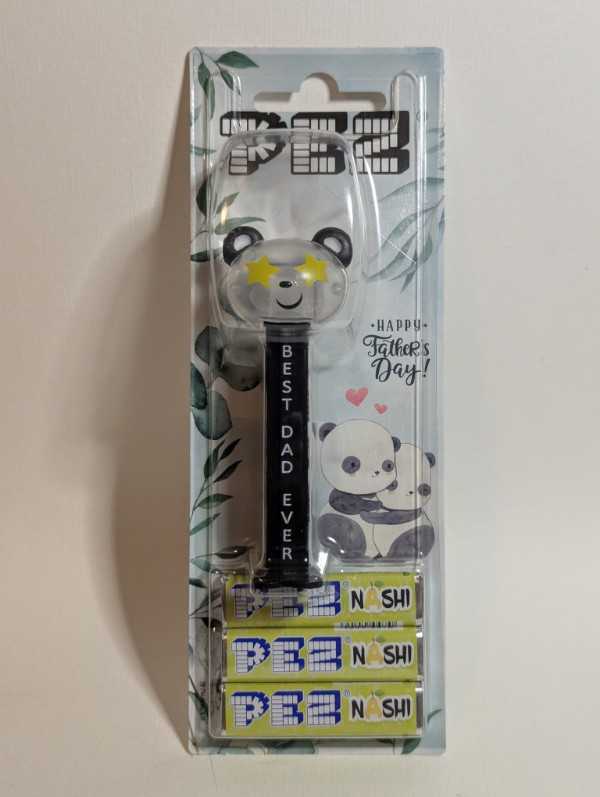 PEZ
HAPPY
Father's
Day!
BEST DAD EVER
PEZ NASHI
PEZ NASHI
PEZ NASHI